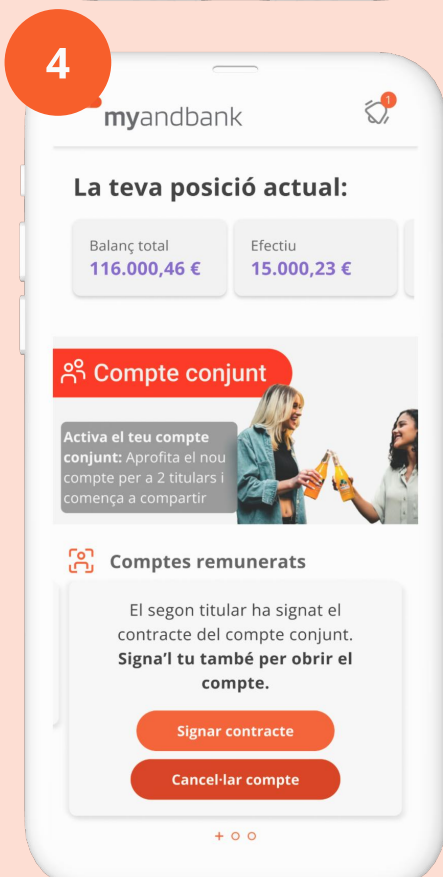 4
myandbank
1
La teva posició actual:
Balanç total
116.000,46 €
Efectiu
15.000,23 €
Compte conjunt
Activa el teu compte
conjunt: Aprofita el nou
compte per a 2 titulars i
comença a compartir
Comptes remunerats
El segon titular ha signat el
contracte del compte conjunt.
Signa’l tu també per obrir el
compte.
Signar contracte
Cancel·lar compte